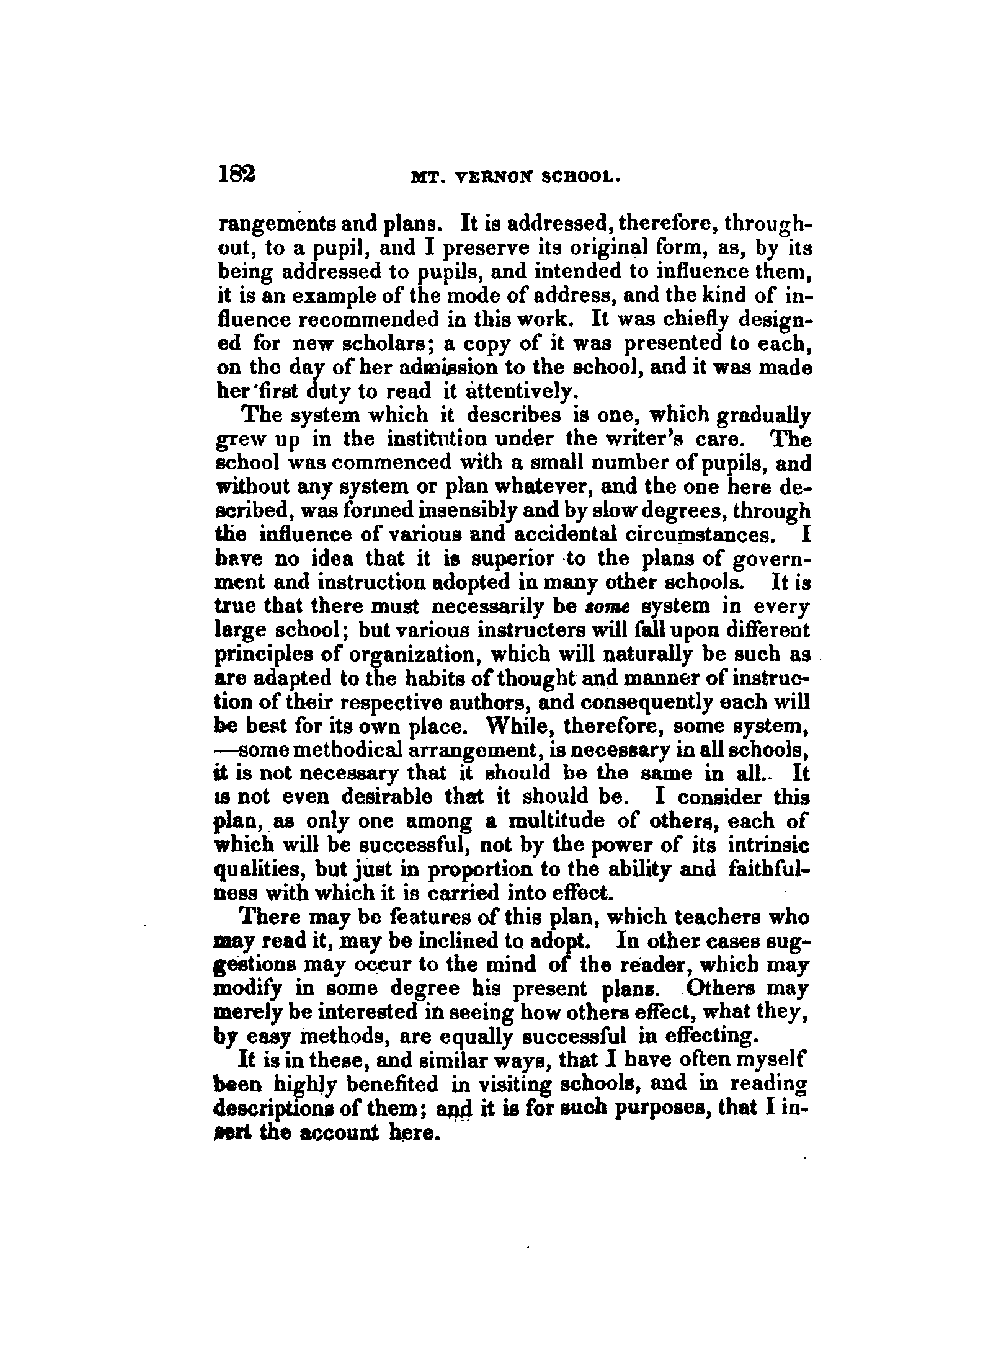 182 MT. VERNON SCHOOL.
rangements and plans. It is addressed, therefore, through-
out, to a pupil, and I preserve its original form, as, by its
being addressed to pupils, and intended to influence them,
it is an example of the mode of address, and the kind of in-
fluence recommended in this work. It was chiefly design-
ed for new scholars; a copy of it was presented to each,
on the day of her admission to the school, and it was made
her first duty to read it attentively.
The system which it describes is one, which gradually
grew up in the institution under the writer's care. The
school was commenced with a small number of pupils, and
without any system or plan whatever, and the one here de-
scribed, was formed insensibly and by slow degrees, through
the influence of various and accidental circumstances. I
have no idea that it is superior to the plans of govern-
ment and instruction adopted in many other schools. It is
true that there must necessarily be some system in every
large school; but various instructers will fall upon different
principles of organization, which will naturally be such as
are adapted to the habits of thought and manner of instruc-
tion of their respective authors, and consequently each will
be best for its own place. While, therefore, some system,
—some methodical arrangement, is necessary in all schools,
it is not necessary that it should be the same in all. It
is not even desirable that it should be. I consider this
plan, as only one among a multitude of others, each of
which will be successful, not by the power of its intrinsic
qualities, but just in proportion to the ability and faithful-
ness with which it is carried into effect.
There may be features of this plan, which teachers who
may read it, may be inclined to adopt. In other cases sug-
gestions may occur to the mind of the reader, which may
modify in some degree his present plans. Others may
merely be interested in seeing how others effect, what they,
by easy methods, are equally successful in effecting.
It is in these, and similar ways, that I have often myself
been highly benefited in visiting schools, and in reading
descriptions of them; and it is for such purposes, that I in-
sert the account here.